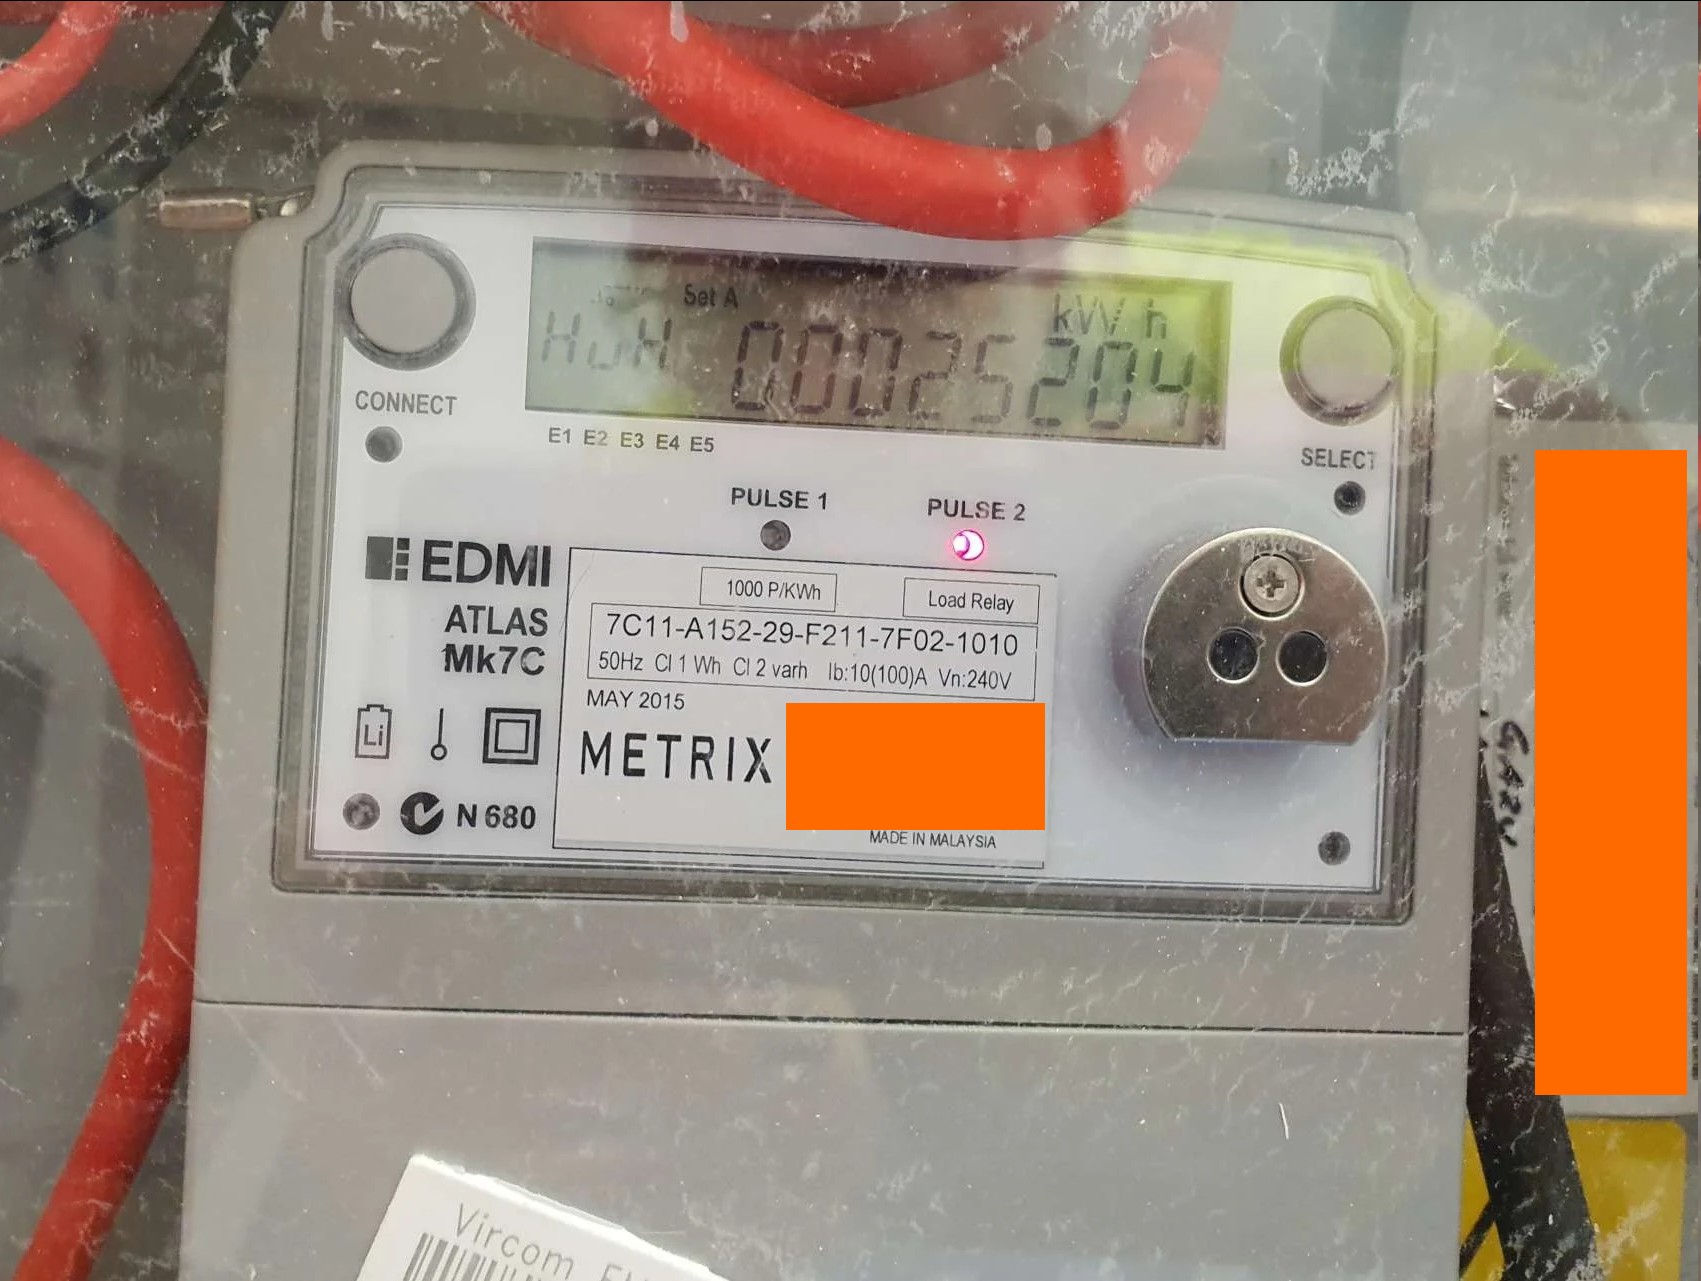 Set A
kW h
00025204
CONNECT
E1 E2 E3 E4 E5
SELECT
PULSE 1
PULSE 2
EDMI
ATLAS
Mk7C
1000 P/KWh
Load Relay
7C11-A152-29-F211-7F02-1010
50Hz Cl 1 Wh Cl 2 varh Ib:10(100)A Vn:240V
MAY 2015
METRIX
Li
N 680
MADE IN MALAYSIA
Vircom